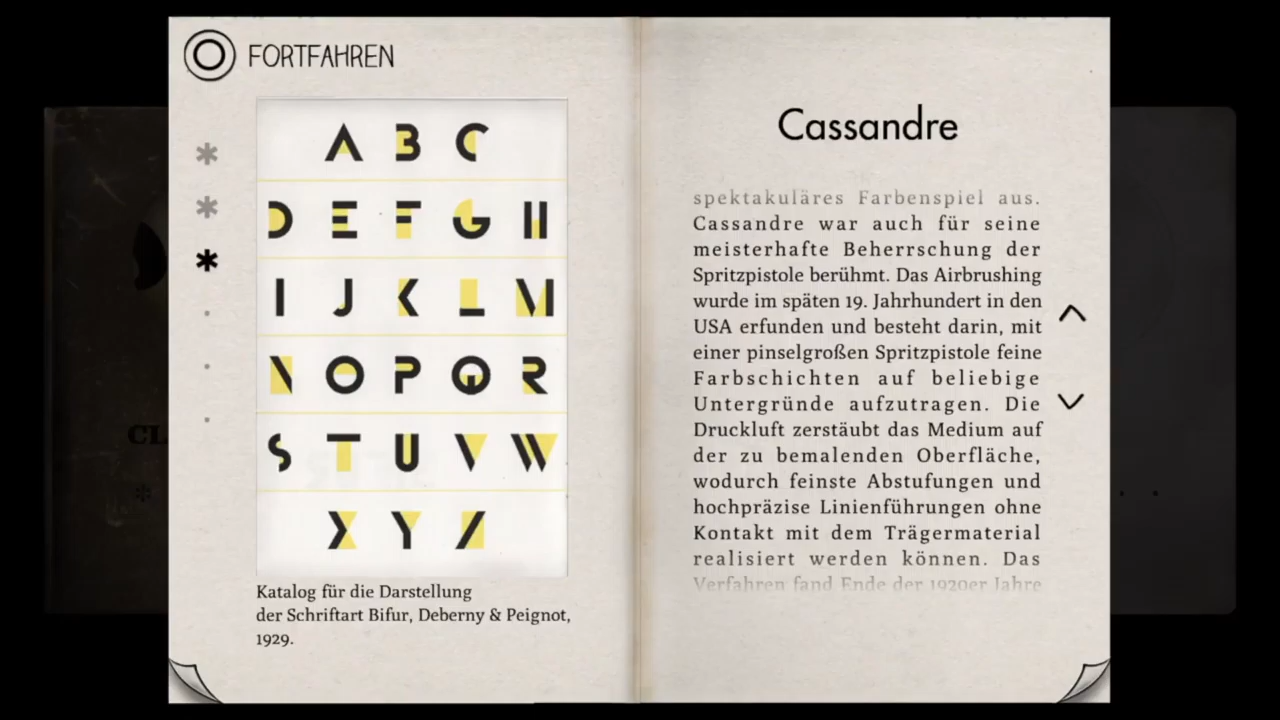 FORTFAHREN
A B C
D E F G H
I J K L M
N O P Q R
S T U V W
X Y Z
Katalog für die Darstellung
der Schriftart Bifur, Deberny & Peignot,
1929.
Cassandre
spektakuläres Farbenspiel aus.
Cassandre war auch für seine
meisterhafte Beherrschung der
Spritzpistole berühmt. Das Airbrushing
wurde im späten 19. Jahrhundert in den
USA erfunden und besteht darin, mit
einer pinselgroßen Spritzpistole feine
Farbschichten auf beliebige
Untergründe aufzutragen. Die
Druckluft zerstäubt das Medium auf
der zu bemalenden Oberfläche,
wodurch feinste Abstufungen und
hochpräzise Linienführungen ohne
Kontakt mit dem Trägermaterial
realisiert werden können. Das
Verfahren fand Ende der 1920er Jahre
CL